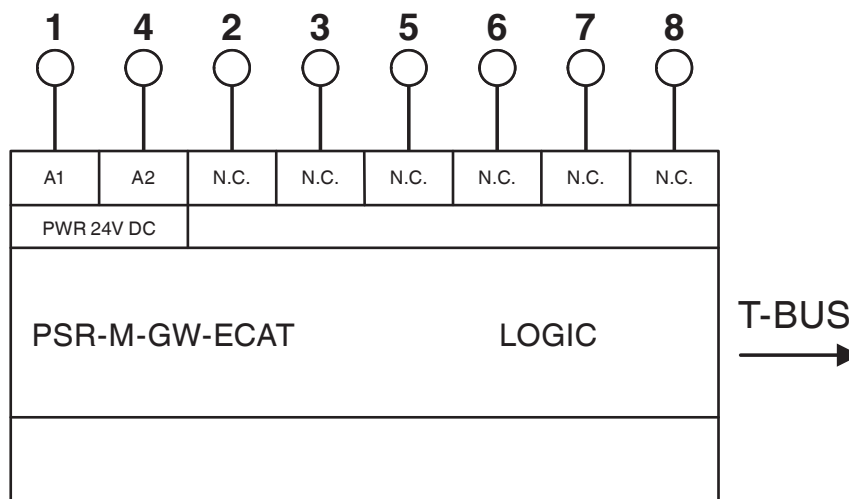 1 4 2 3 5 6 7 8
A1 A2 N.C. N.C. N.C. N.C. N.C. N.C.
PWR 24V DC
PSR-M-GW-ECAT LOGIC
T-BUS